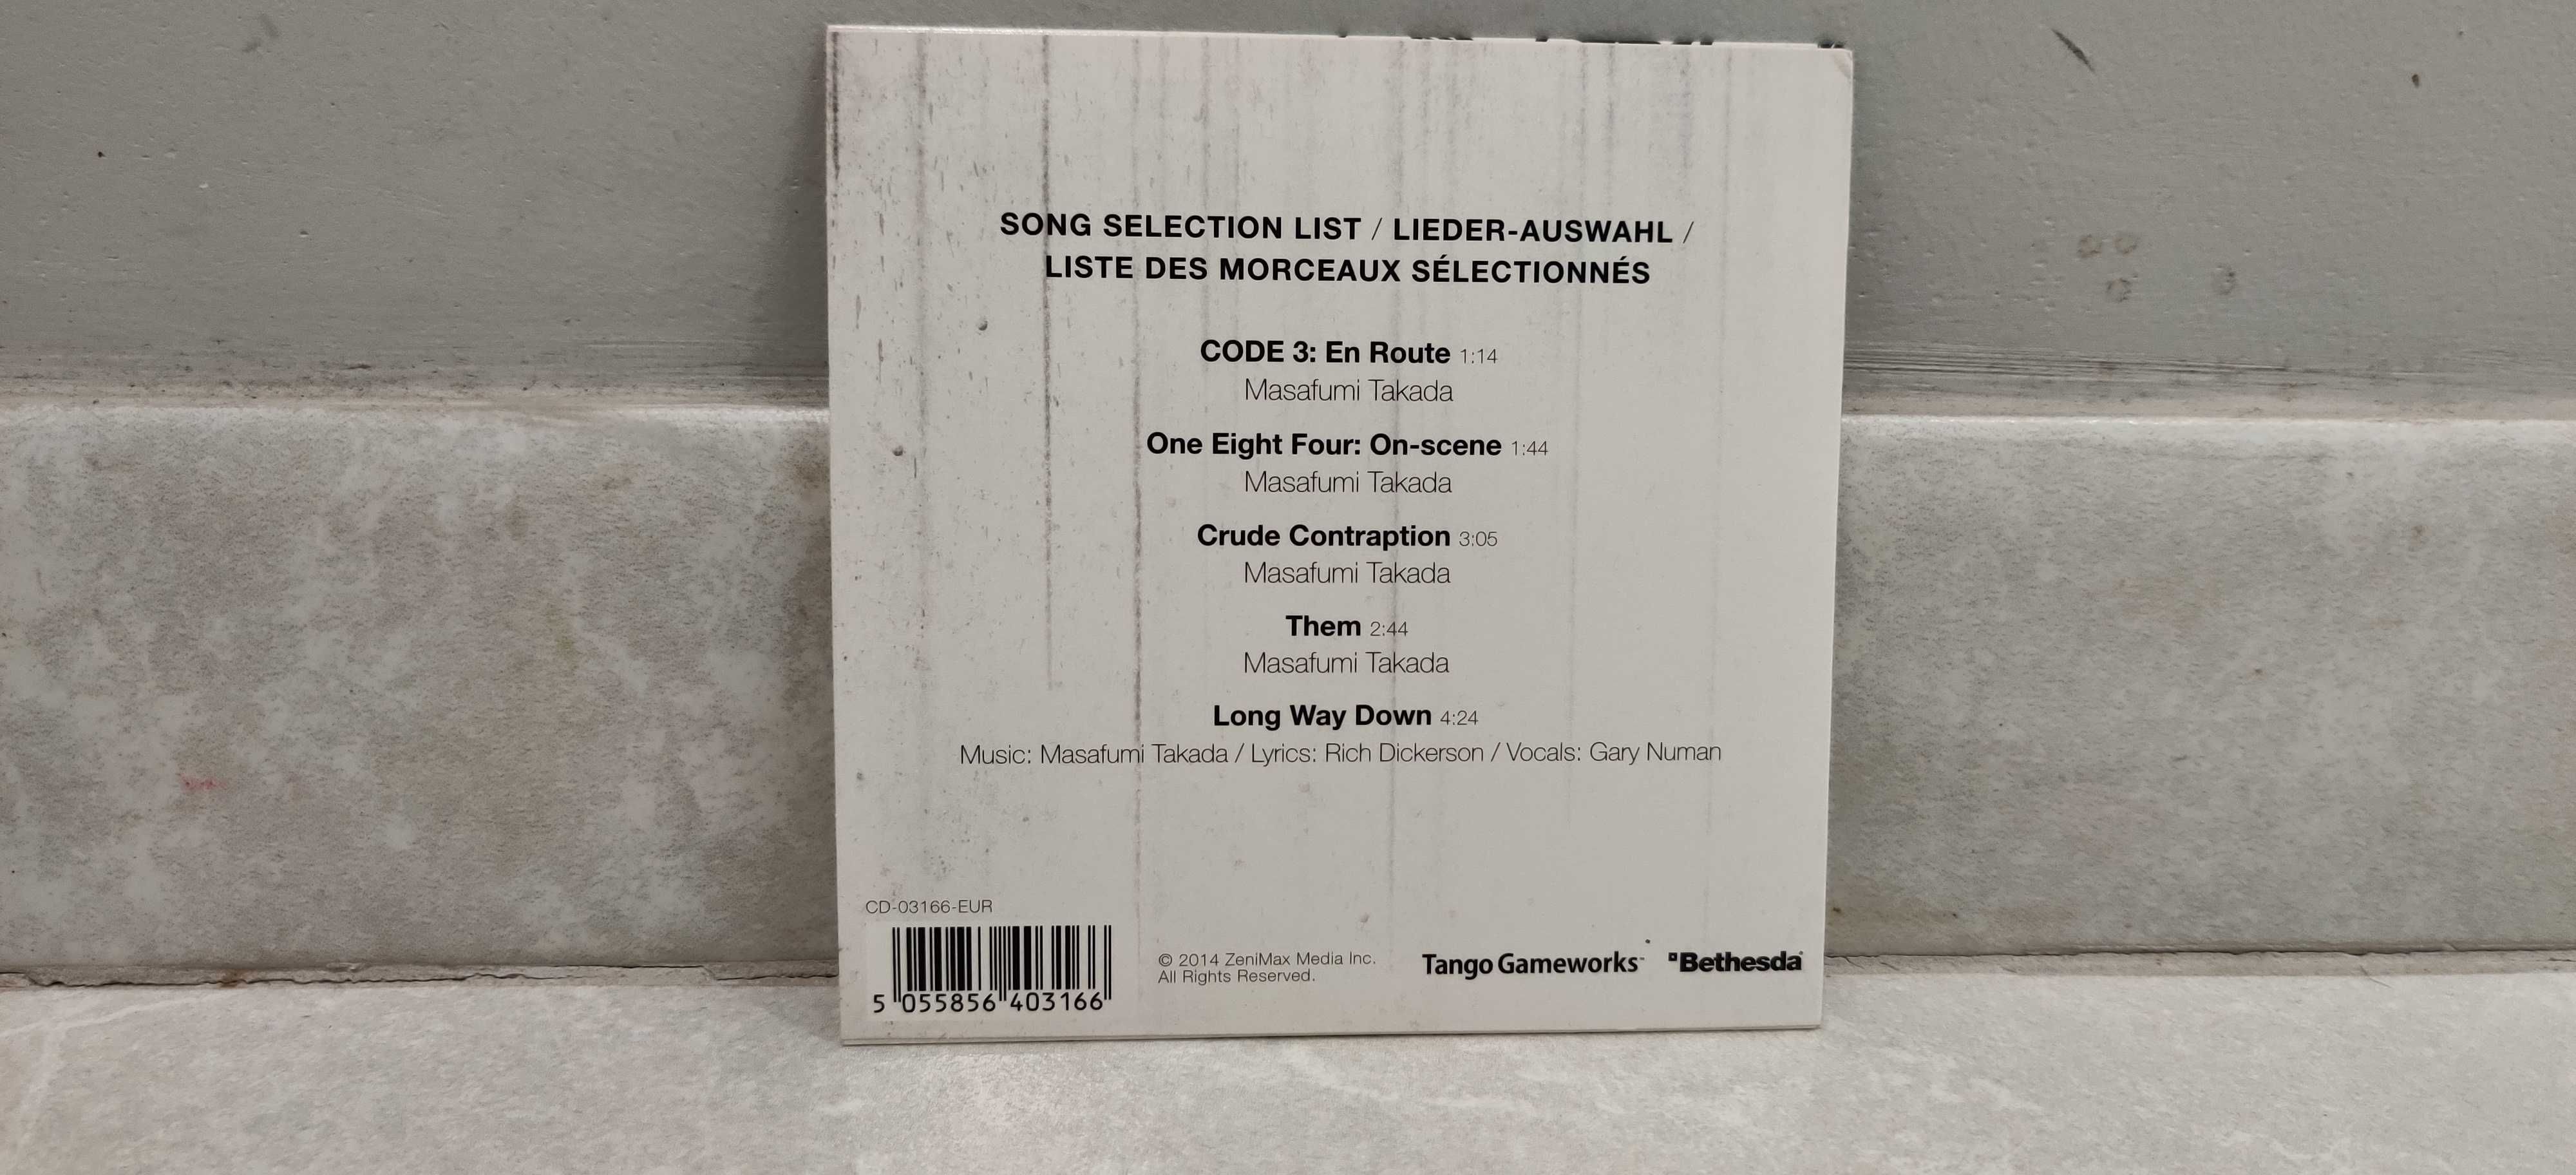 SONG SELECTION LIST / LIEDER-AUSWAHL /
LISTE DES MORCEAUX SÉLECTIONNÉS
CODE 3: En Route 1:14
Masafumi Takada
One Eight Four: On-scene 1:44
Masafumi Takada
Crude Contraption 3:05
Masafumi Takada
Them 2:44
Masafumi Takada
Long Way Down 4:24
Music: Masafumi Takada / Lyrics: Rich Dickerson / Vocals: Gary Numan
CD-03166-EUR
5 055856 403166
© 2014 ZeniMax Media Inc.
All Rights Reserved.
Tango Gameworks™
Bethesda®